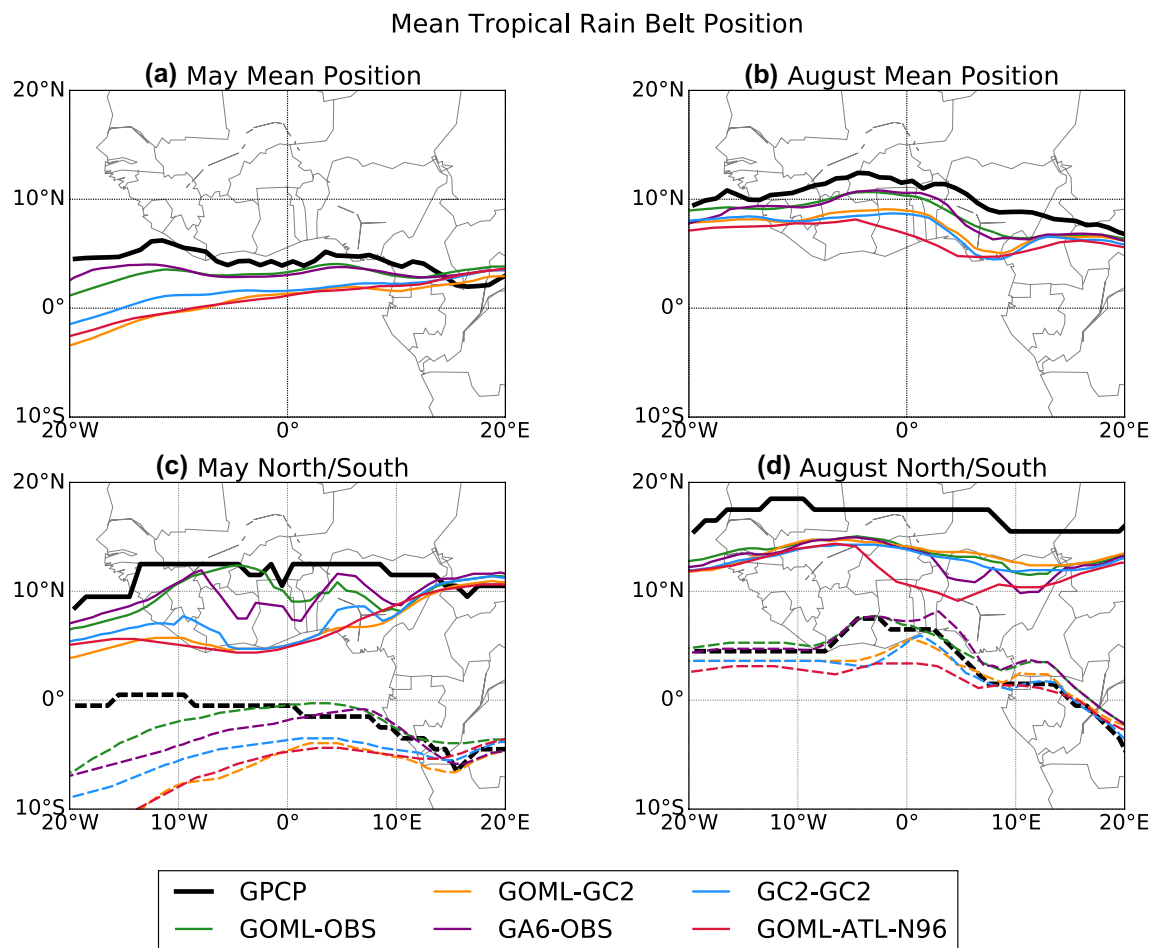 Mean Tropical Rain Belt Position
(a) May Mean Position
(b) August Mean Position
20°N
10°N
0°
10°S
20°W
0°
20°E
20°N
10°N
0°
10°S
20°W
0°
20°E
(c) May North/South
(d) August North/South
20°N
10°N
0°
10°S
20°W
10°W
0°
10°E
20°E
20°N
10°N
0°
10°S
20°W
10°W
0°
10°E
20°E
GPCP
GOML-GC2
GC2-GC2
GOML-OBS
GA6-OBS
GOML-ATL-N96